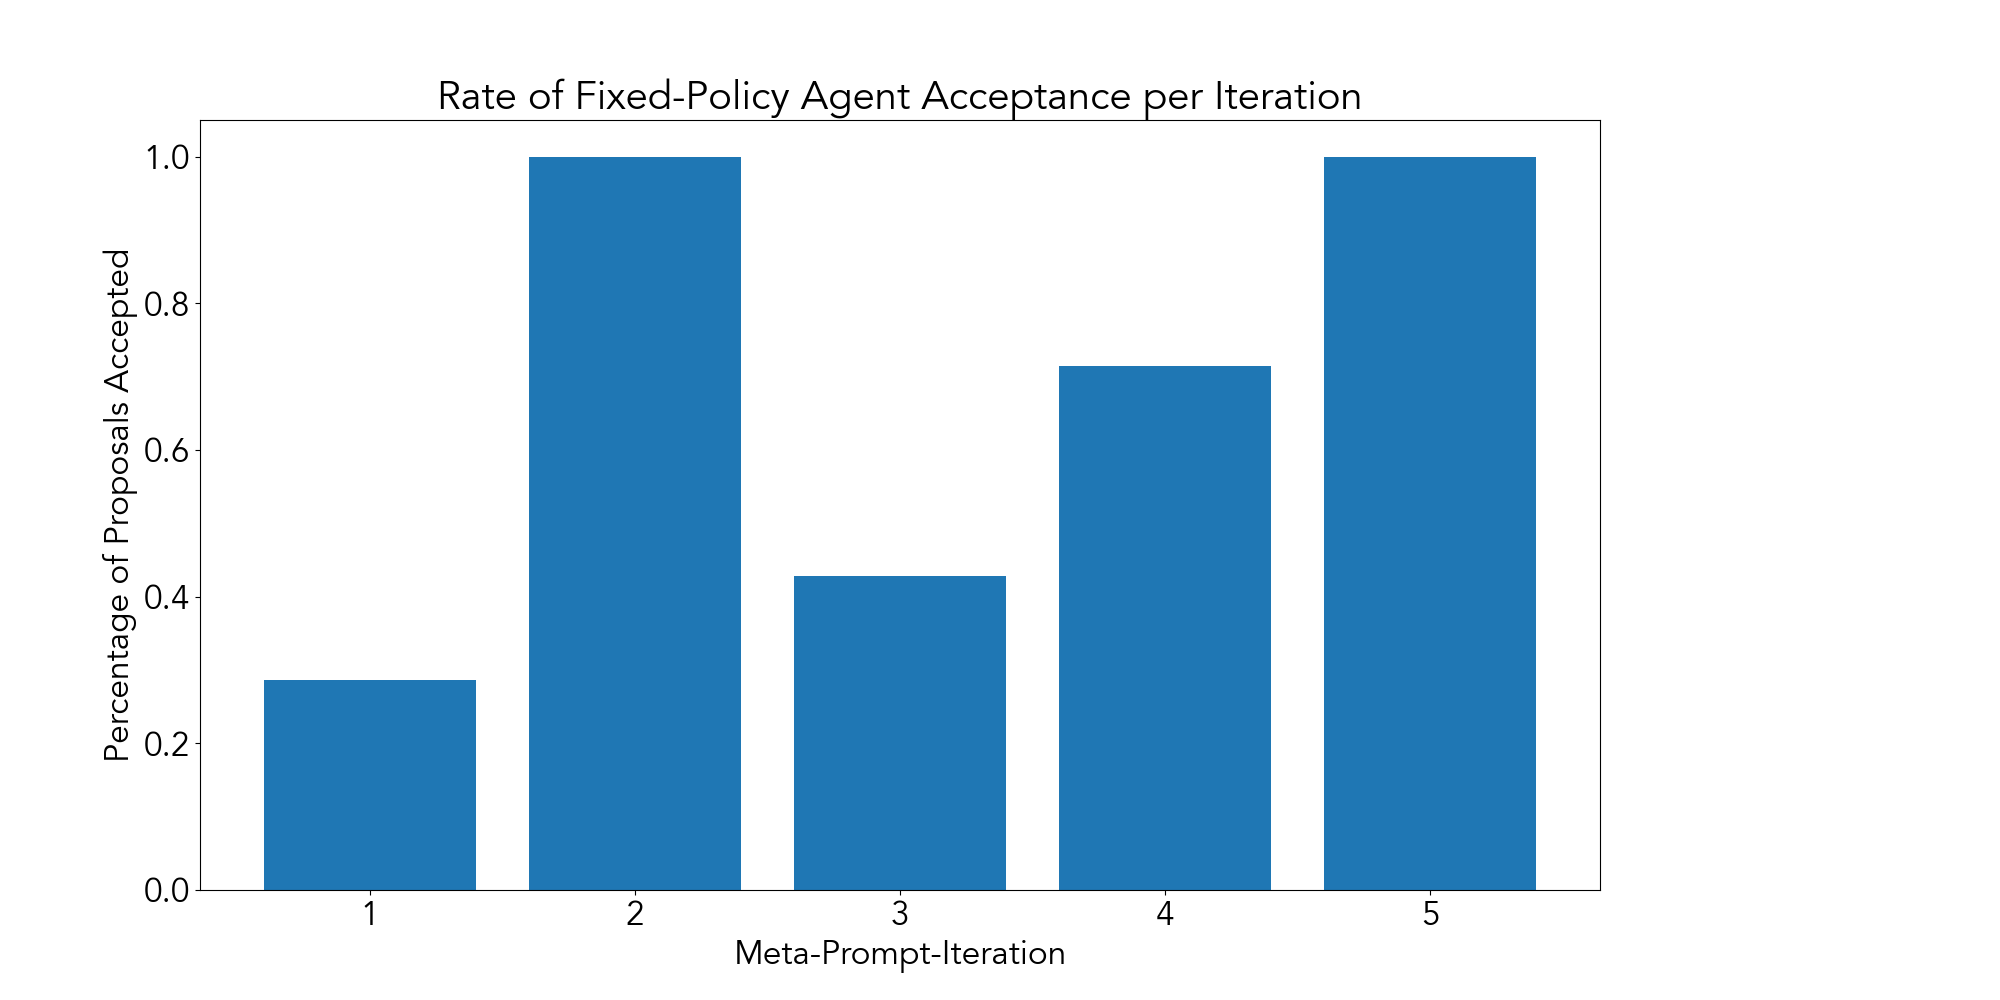 Rate of Fixed-Policy Agent Acceptance per Iteration
Percentage of Proposals Accepted
1.0
0.8
0.6
0.4
0.2
0.0
1 2 3 4 5
Meta-Prompt-Iteration